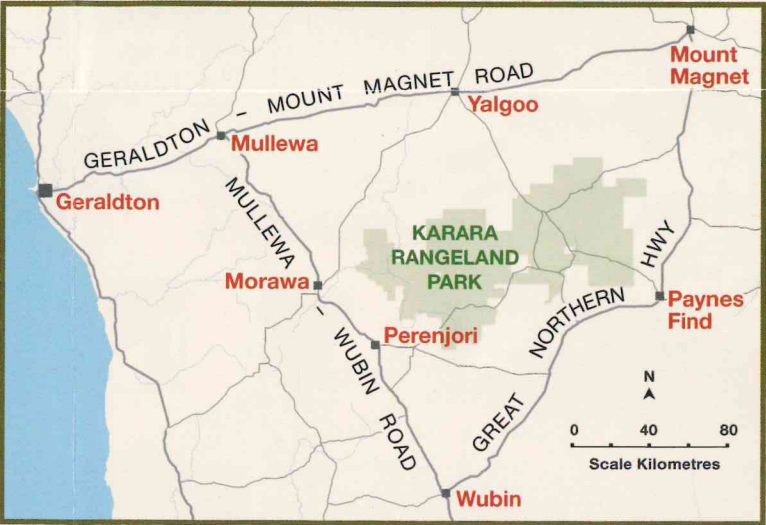 Mount
Magnet
GERALDTON - MOUNT MAGNET ROAD
Yalgoo
Mullewa
Geraldton
MULLEWA - WUBIN ROAD
KARARA
RANGELAND
PARK
Morawa
GREAT NORTHERN HWY
Paynes
Find
Perenjori
N
0 40 80
Scale Kilometres
Wubin